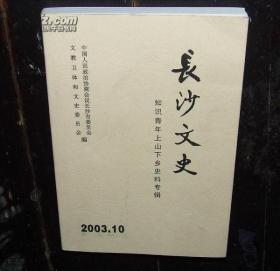 长沙文史
知识青年上山下乡史料专辑
中国人民政治协商会议长沙市委员会
文教卫体和文史委员会
编
2003.10